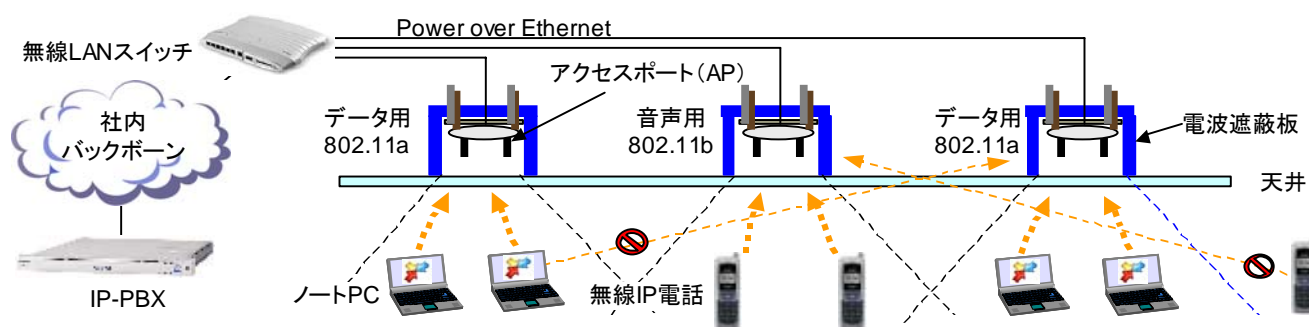 Power over Ethernet
無線LANスイッチ
アクセスポート(AP)
社内
バックボーン
データ用
802.11a
音声用
802.11b
データ用
802.11a
電波遮蔽板
天井
IP-PBX
ノートPC
無線IP電話